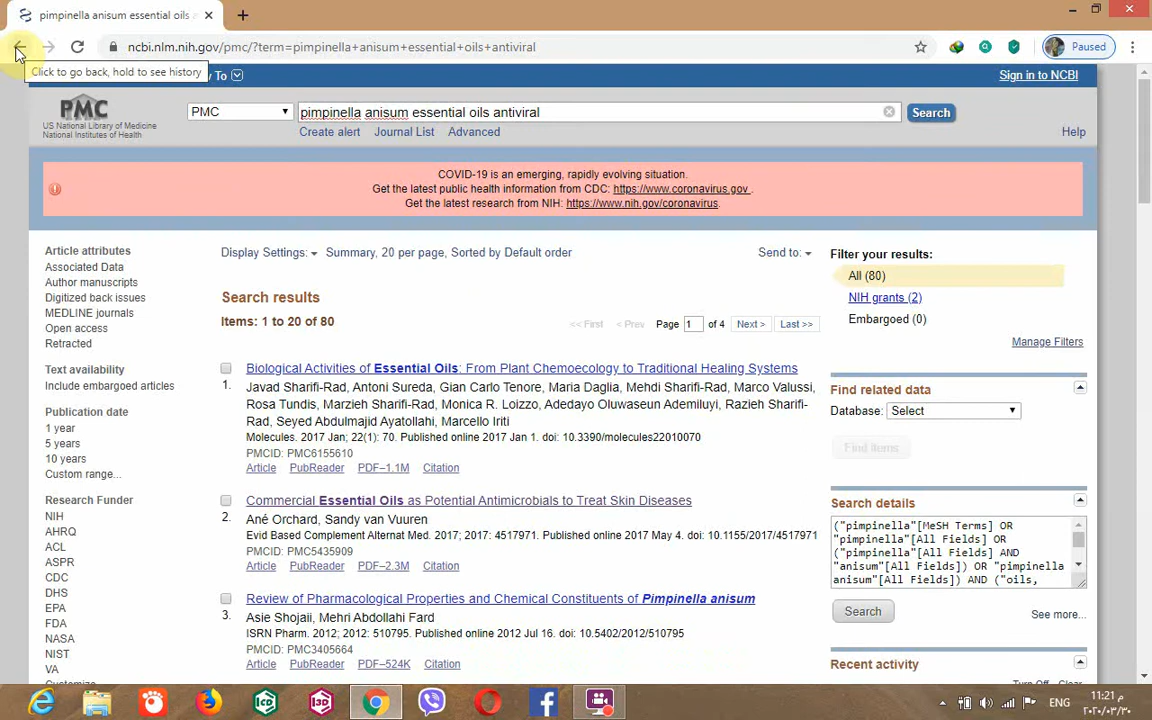 pimpinella anisum essential oils
ncbi.nlm.nih.gov/pmc/?term=pimpinella+anisum+essential+oils+antiviral
Paused
Click to go back, hold to see history
To
Sign in to NCBI
PMC
US National Library of Medicine
National Institutes of Health
PMC
pimpinella anisum essential oils antiviral
Search
Create alert Journal List Advanced
Help
COVID-19 is an emerging, rapidly evolving situation.
Get the latest public health information from CDC: https://www.coronavirus.gov .
Get the latest research from NIH: https://www.nih.gov/coronavirus.
Article attributes
Associated Data
Author manuscripts
Digitized back issues
MEDLINE journals
Open access
Retracted
Text availability
Include embargoed articles
Publication date
1 year
5 years
10 years
Custom range...
Research Funder
NIH
AHRQ
ACL
ASPR
CDC
DHS
EPA
FDA
NASA
NIST
VA
Customize
Display Settings: Summary, 20 per page, Sorted by Default order
Send to:
Search results
Items: 1 to 20 of 80
<< First < Prev Page 1 of 4 Next > Last >>
Biological Activities of Essential Oils: From Plant Chemoecology to Traditional Healing Systems
1. Javad Sharifi-Rad, Antoni Sureda, Gian Carlo Tenore, Maria Daglia, Mehdi Sharifi-Rad, Marco Valussi,
Rosa Tundis, Marzieh Sharifi-Rad, Monica R. Loizzo, Adedayo Oluwaseun Ademiluyi, Razieh Sharifi-
Rad, Seyed Abdulmajid Ayatollahi, Marcello Iriti
Molecules. 2017 Jan; 22(1): 70. Published online 2017 Jan 1. doi: 10.3390/molecules22010070
PMCID: PMC6155610
Article PubReader PDF–1.1M Citation
Commercial Essential Oils as Potential Antimicrobials to Treat Skin Diseases
2. Ané Orchard, Sandy van Vuuren
Evid Based Complement Alternat Med. 2017; 2017: 4517971. Published online 2017 May 4. doi: 10.1155/2017/4517971
PMCID: PMC5435909
Article PubReader PDF–2.3M Citation
Review of Pharmacological Properties and Chemical Constituents of Pimpinella anisum
3. Asie Shojaii, Mehri Abdollahi Fard
ISRN Pharm. 2012; 2012: 510795. Published online 2012 Jul 16. doi: 10.5402/2012/510795
PMCID: PMC3405664
Article PubReader PDF–524K Citation
Filter your results:
All (80)
NIH grants (2)
Embargoed (0)
Manage Filters
Find related data
Database: Select
Find items
Search details
("pimpinella"[MeSH Terms] OR
"pimpinella"[All Fields] OR
("pimpinella"[All Fields] AND
"anisum"[All Fields]) OR "pimpinella
anisum"[All Fields]) AND ("oils,
Search
See more...
Recent activity
Turn Off Clear
ENG
11:21 م
٢٠٢٠/٠٣/٣٠